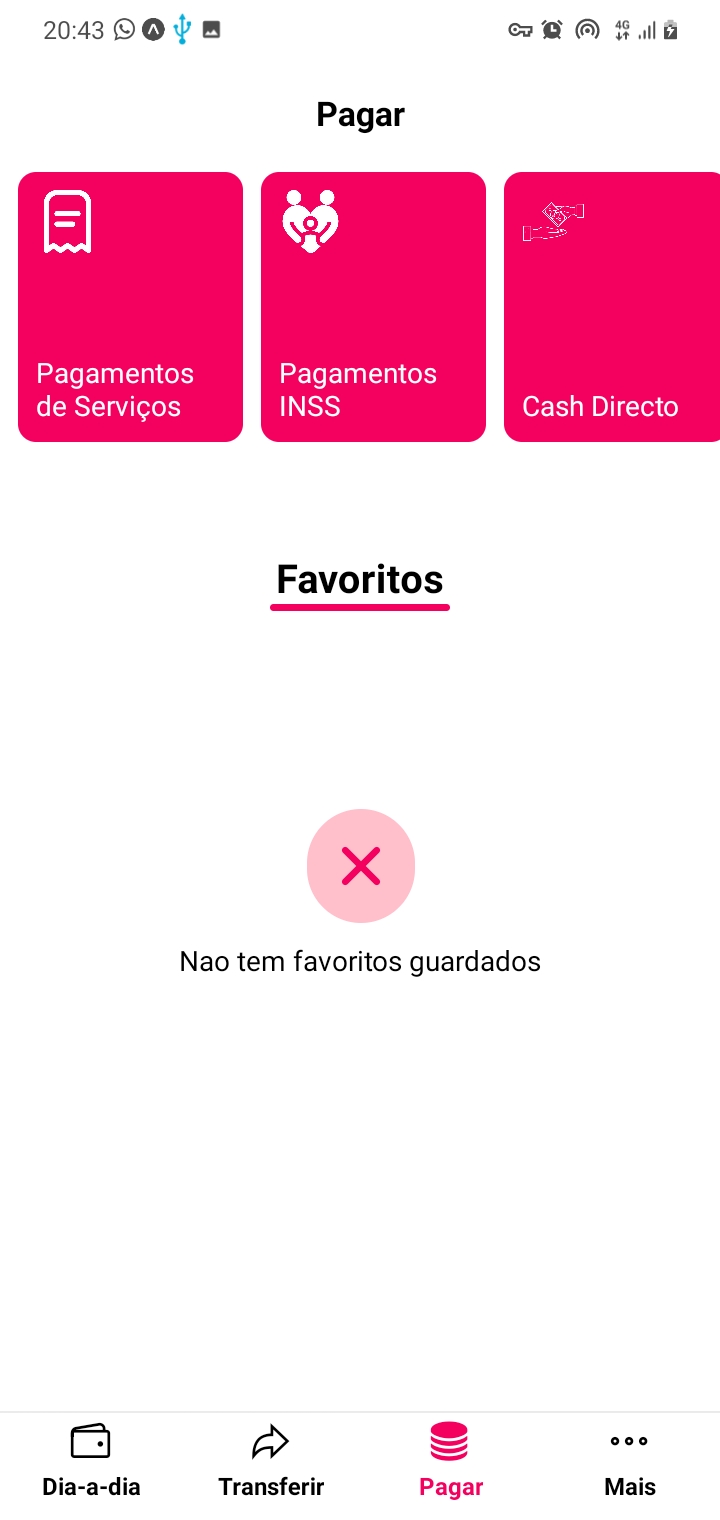 20:43
4G
Pagar
Pagamentos
de Serviços
Pagamentos
INSS
Cash Directo
Favoritos
Nao tem favoritos guardados
Dia-a-dia
Transferir
Pagar
Mais